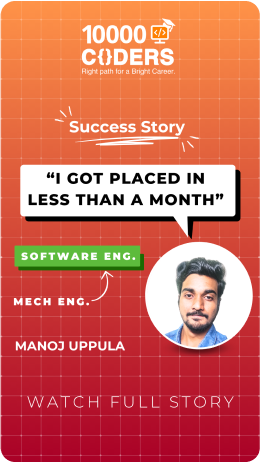 10000
C{}DERS
Right path for a Bright Career.
Success Story
“I GOT PLACED IN
LESS THAN A MONTH”
SOFTWARE ENG.
MECH ENG.
MANOJ UPPULA
WATCH FULL STORY